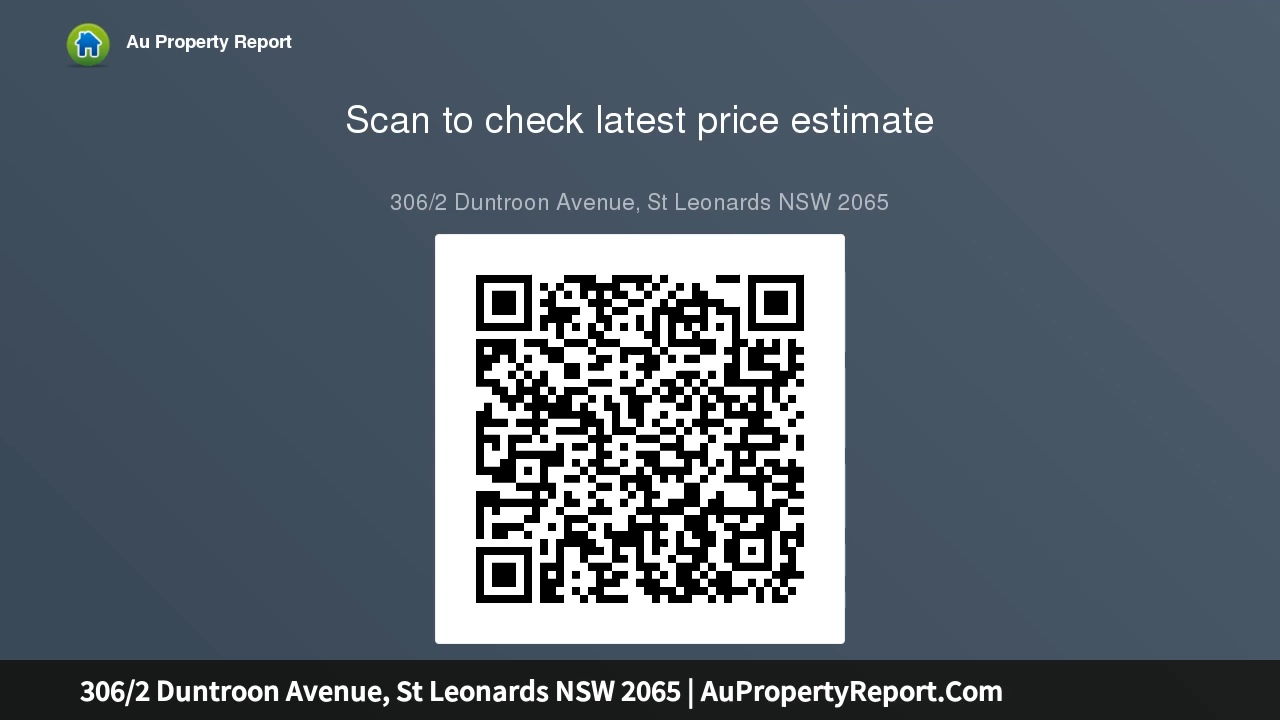 Au Property Report
Scan to check latest price estimate
306/2 Duntroon Avenue, St Leonards NSW 2065
306/2 Duntroon Avenue, St Leonards NSW 2065 | AuPropertyReport.Com